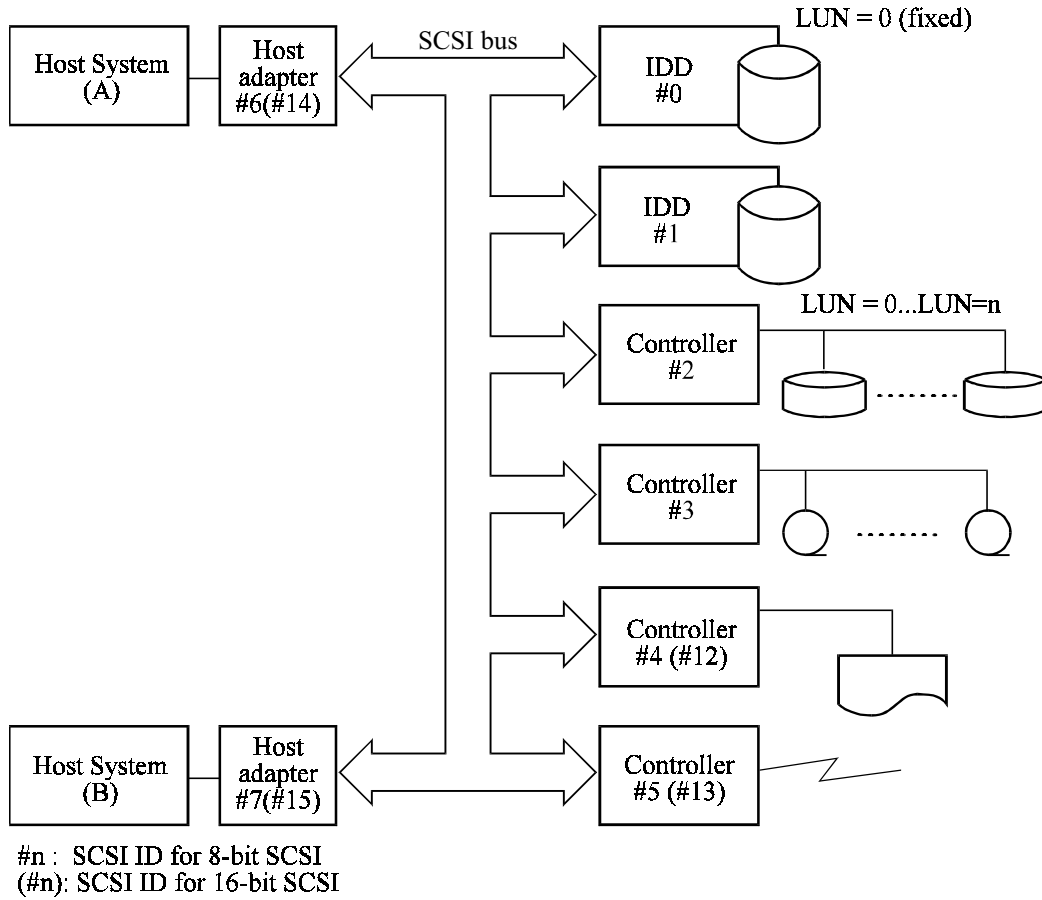 LUN = 0 (fixed)
SCSI bus
Host System
(A)
Host
adapter
#6(#14)
IDD
#0
IDD
#1
LUN = 0...LUN=n
Controller
#2
Controller
#3
Controller
#4 (#12)
Host System
(B)
Host
adapter
#7(#15)
Controller
#5 (#13)
#n : SCSI ID for 8-bit SCSI
(#n): SCSI ID for 16-bit SCSI